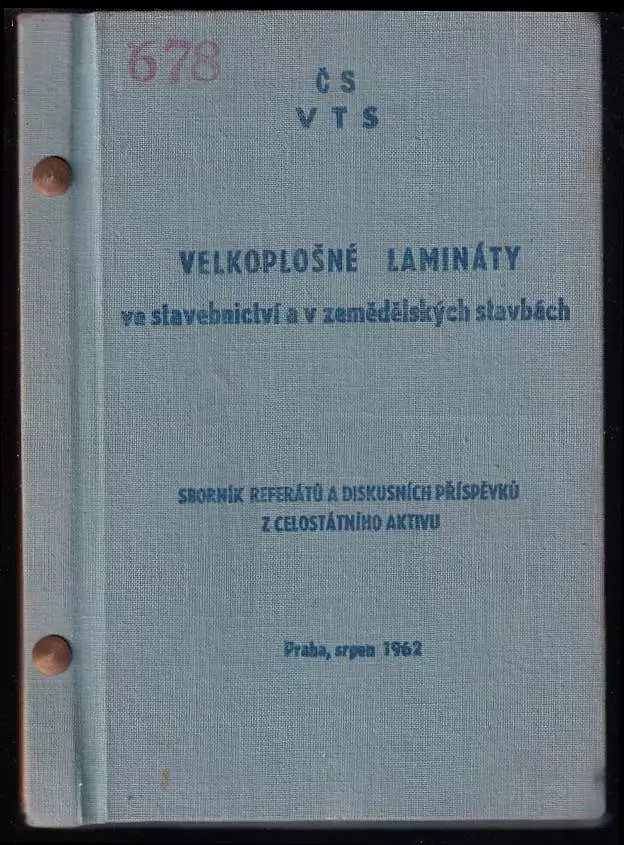 678
ČS
VTS
VELKOPLOŠNÉ LAMINÁTY
ve stavebnictví a v zemědělských stavbách
SBORNÍK REFERÁTŮ A DISKUSNÍCH PŘÍSPĚVKŮ
Z CELOSTÁTNÍHO AKTIVU
Praha, srpen 1962